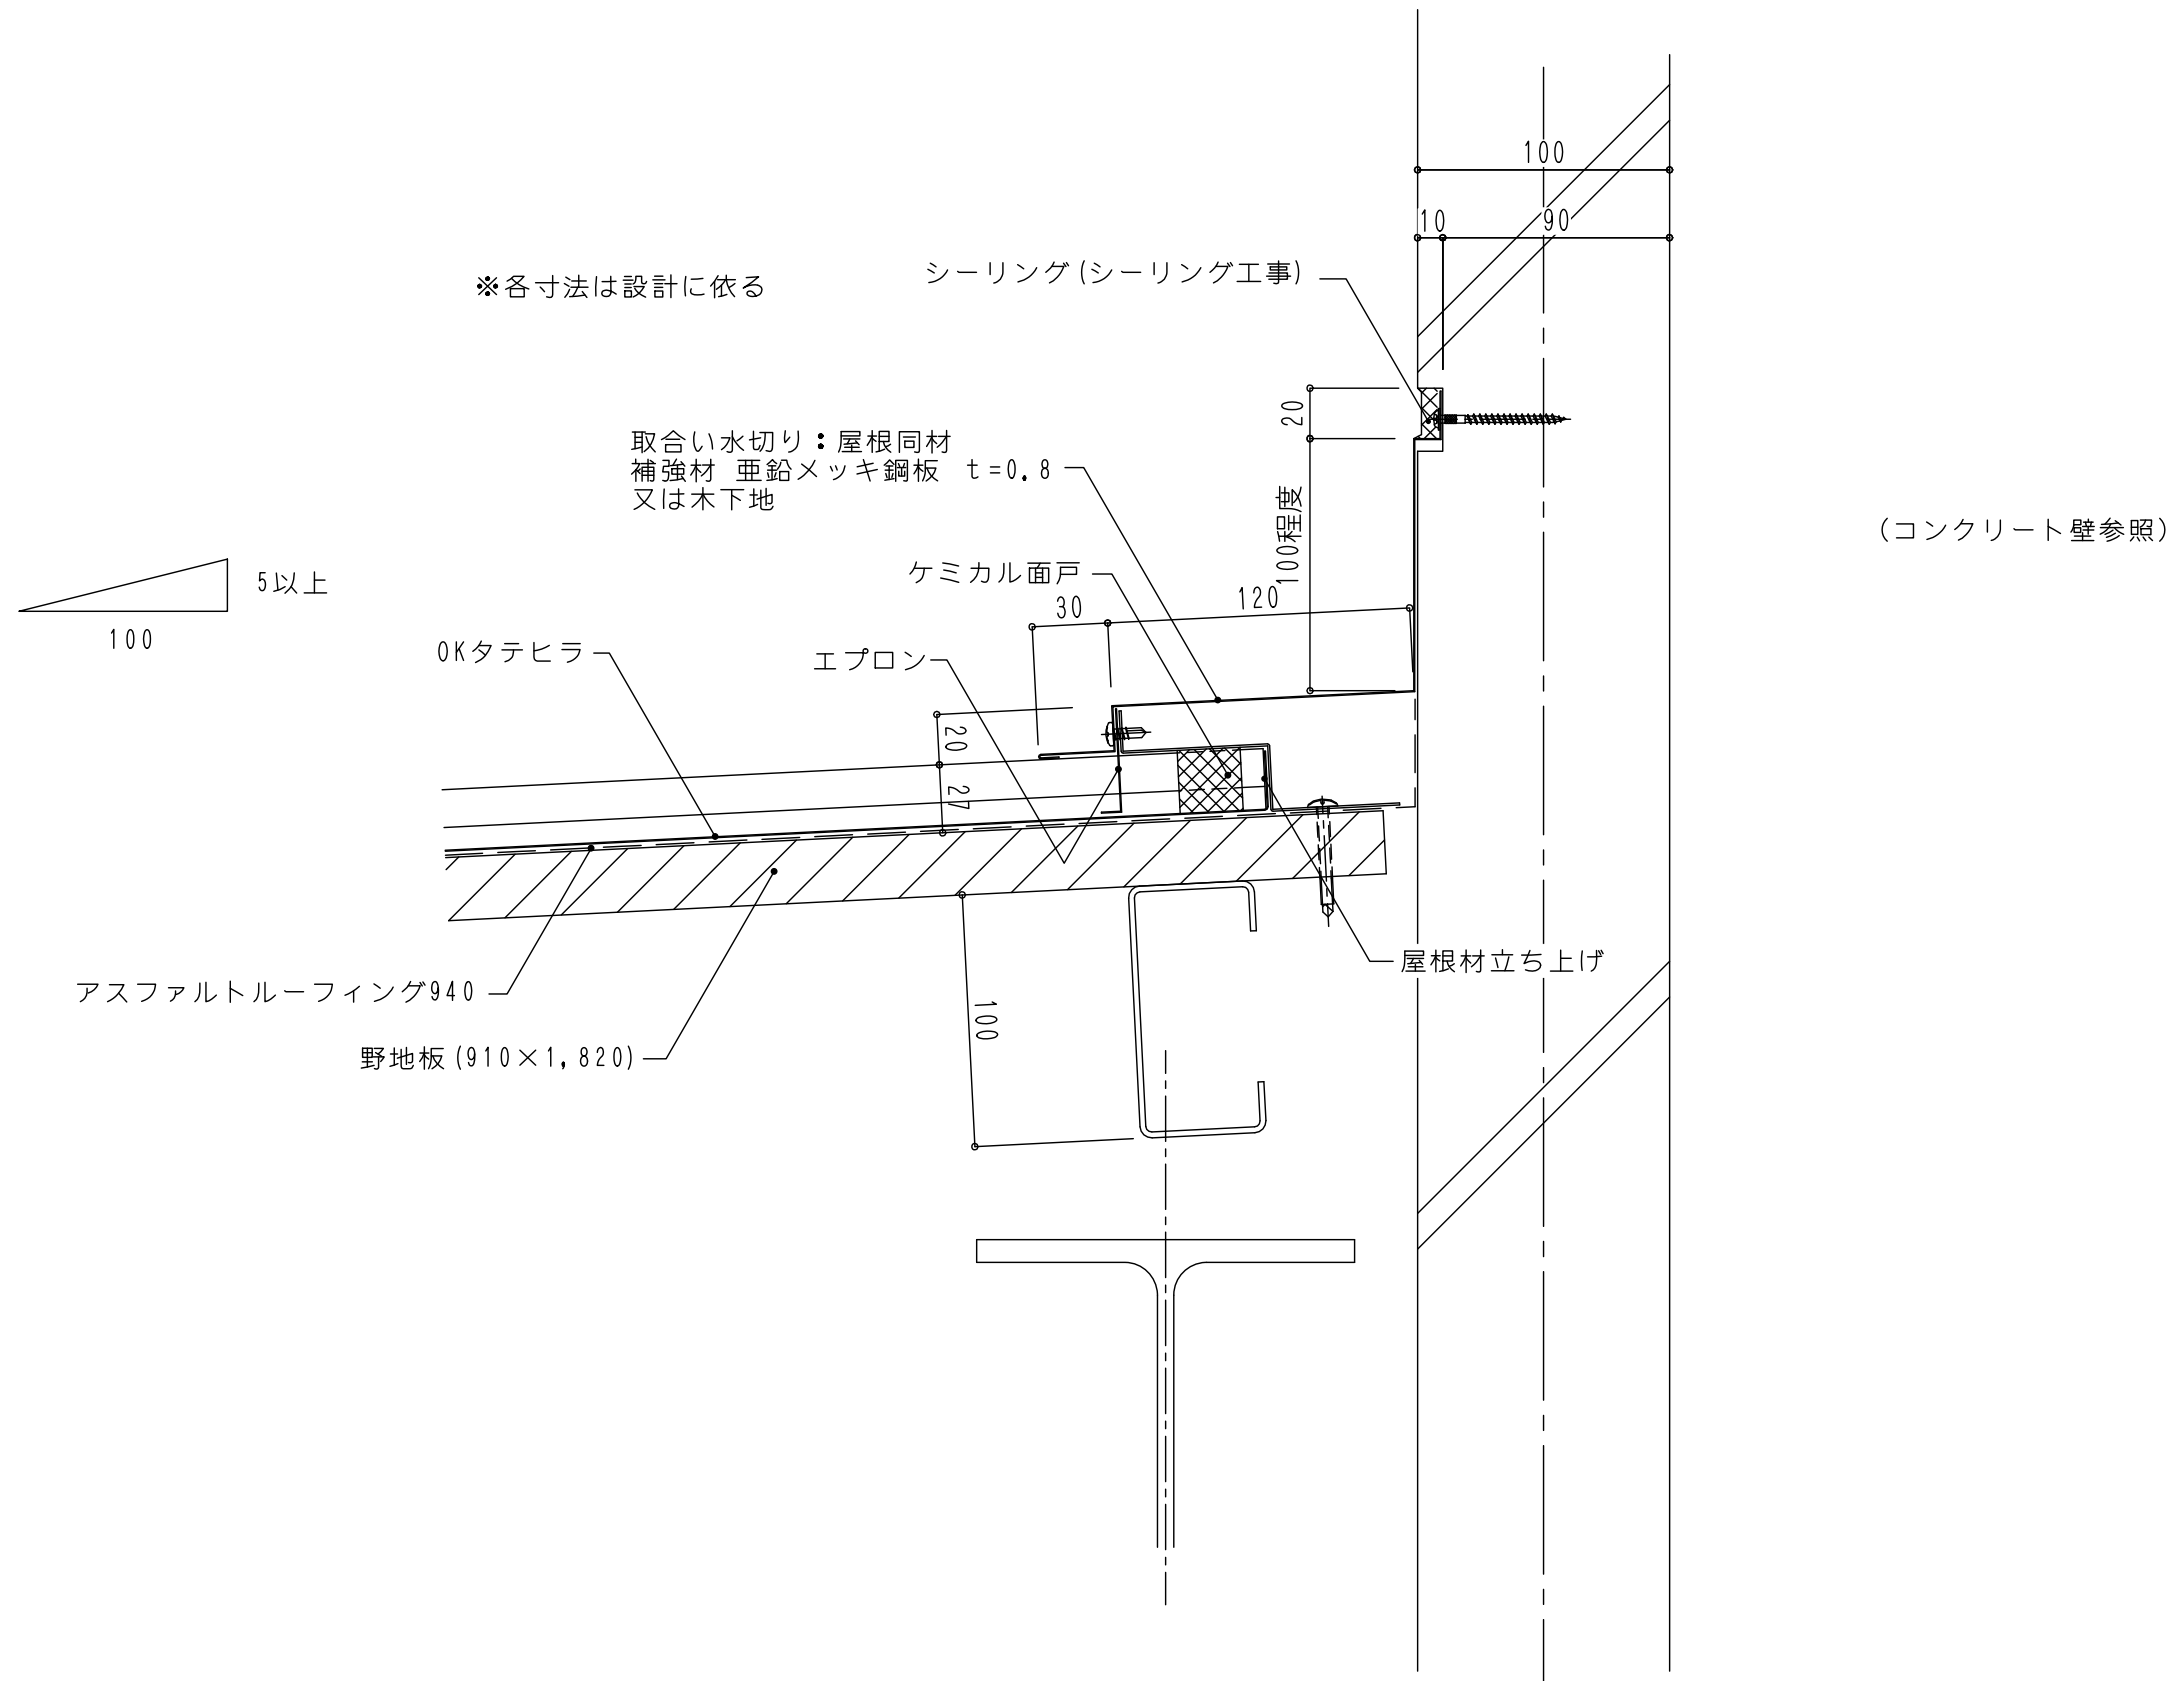 100
10
90
シーリング(シーリング工事)
※各寸法は設計に依る
20
取合い水切り：屋根同材
補強材 亜鉛メッキ鋼板 t=0.8
又は木下地
100程度
(コンクリート壁参照)
ケミカル面戸
5以上
100
30
120
OKタテヒラ
エプロン
20
27
屋根材立ち上げ
アスファルトルーフィング940
100
野地板(910×1,820)